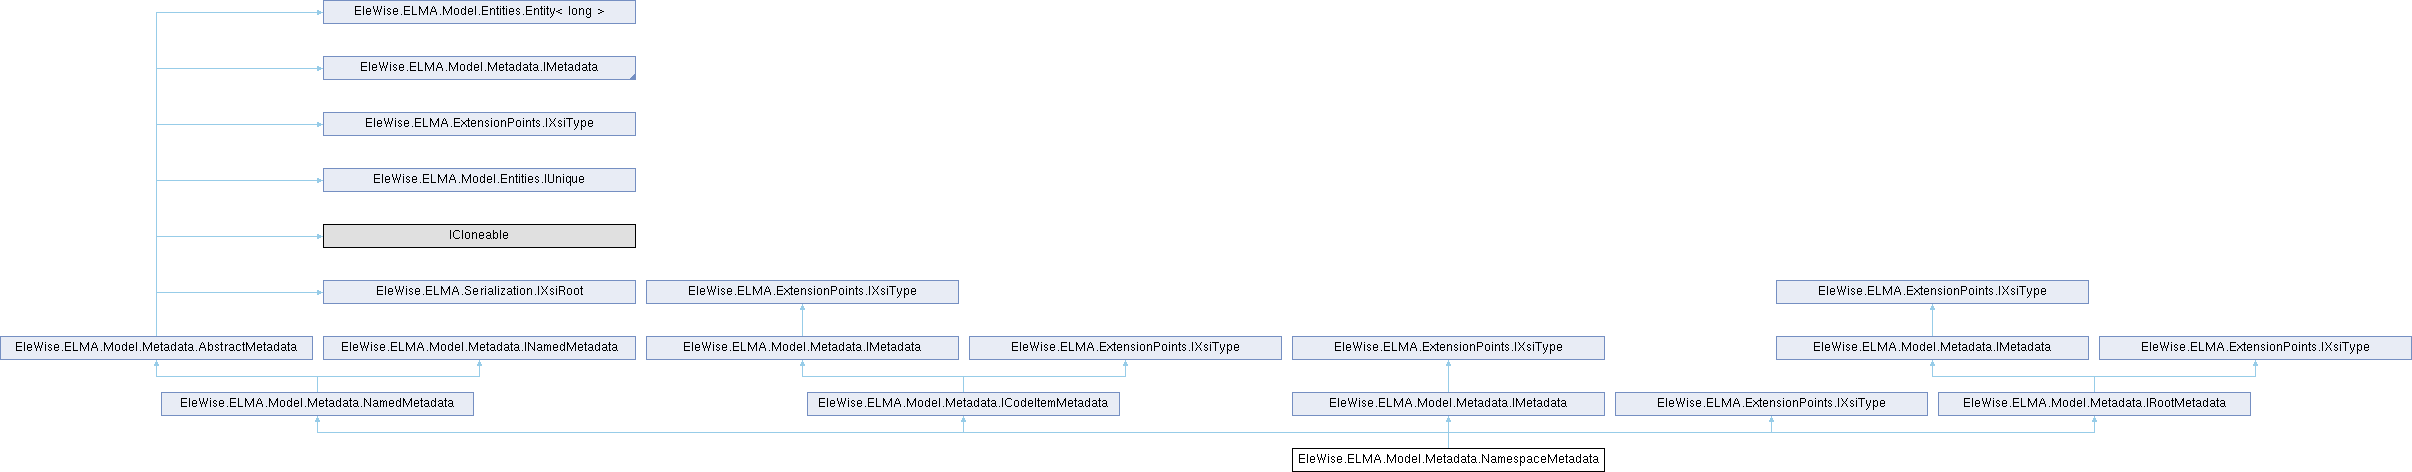 EleWise.ELMA.Model.Entities.Entity< long >
EleWise.ELMA.Model.Metadata.IMetadata
EleWise.ELMA.ExtensionPoints.IXsiType
EleWise.ELMA.Model.Entities.IUnique
ICloneable
EleWise.ELMA.Serialization.IXsiRoot
EleWise.ELMA.ExtensionPoints.IXsiType
EleWise.ELMA.ExtensionPoints.IXsiType
EleWise.ELMA.Model.Metadata.AbstractMetadata
EleWise.ELMA.Model.Metadata.INamedMetadata
EleWise.ELMA.Model.Metadata.IMetadata
EleWise.ELMA.ExtensionPoints.IXsiType
EleWise.ELMA.ExtensionPoints.IXsiType
EleWise.ELMA.Model.Metadata.IMetadata
EleWise.ELMA.ExtensionPoints.IXsiType
EleWise.ELMA.Model.Metadata.NamedMetadata
EleWise.ELMA.Model.Metadata.ICodeItemMetadata
EleWise.ELMA.Model.Metadata.IMetadata
EleWise.ELMA.ExtensionPoints.IXsiType
EleWise.ELMA.Model.Metadata.IRootMetadata
EleWise.ELMA.Model.Metadata.NamespaceMetadata